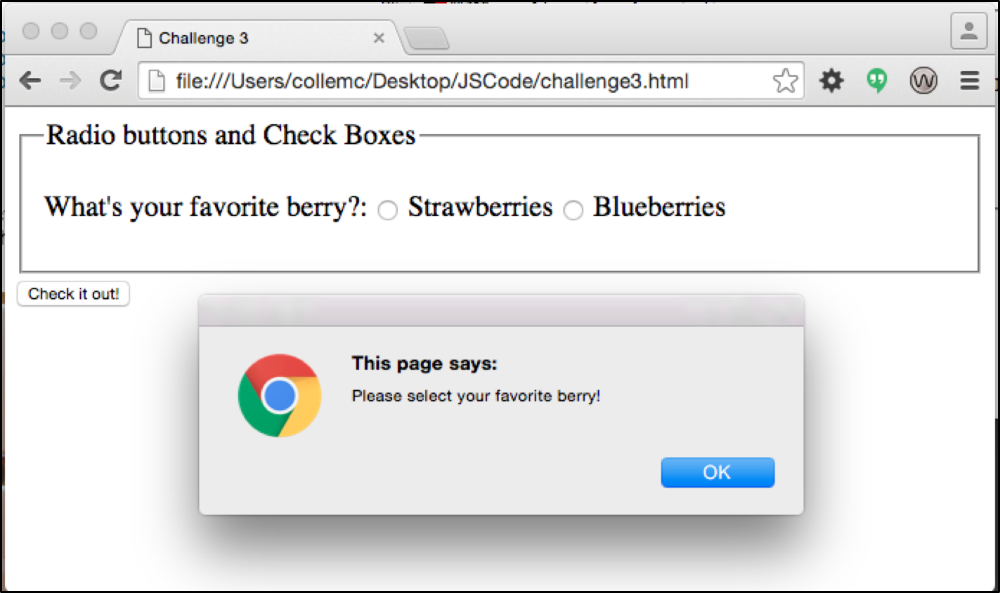 Challenge 3
file:///Users/collemc/Desktop/JSCode/challenge3.html
Radio buttons and Check Boxes
What's your favorite berry?: Strawberries Blueberries
Check it out!
This page says:
Please select your favorite berry!
OK